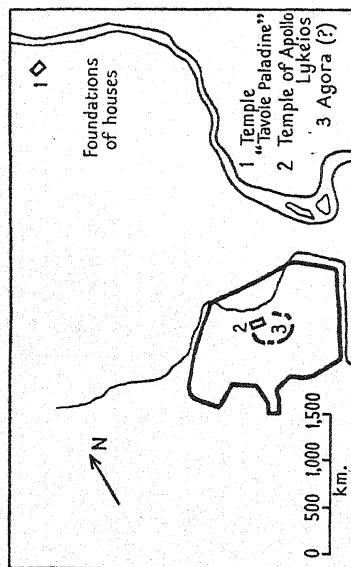 1
Foundations
of houses
1 Temple
"Tavole Paladine"
2 Temple of Apollo
Lykeios
3 Agora (?)
2
3
N
0 500 1,000 1,500
km.